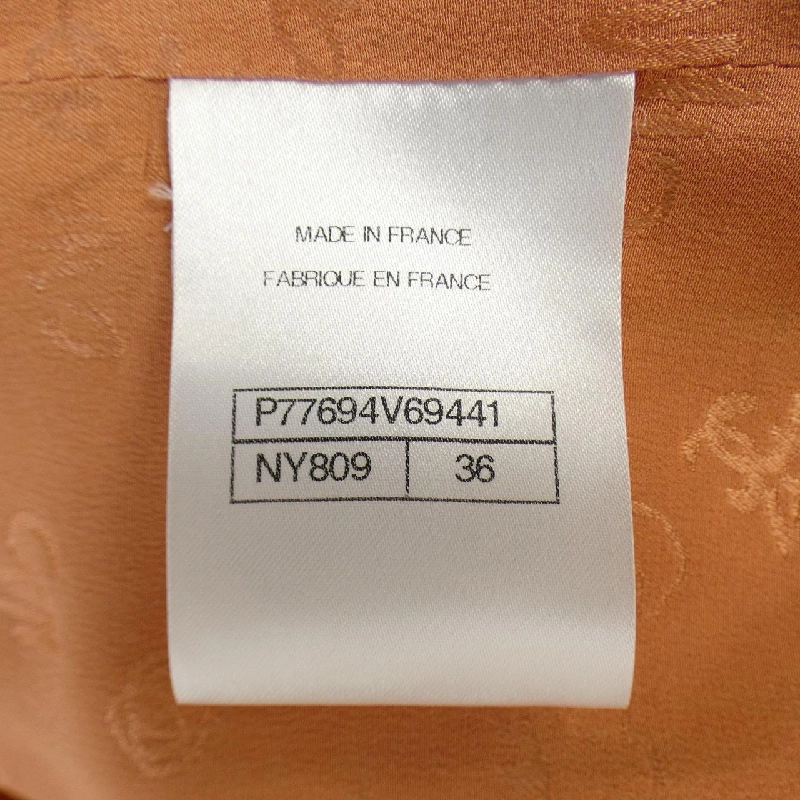 MADE IN FRANCE
FABRIQUE EN FRANCE
P77694V69441
NY809 36